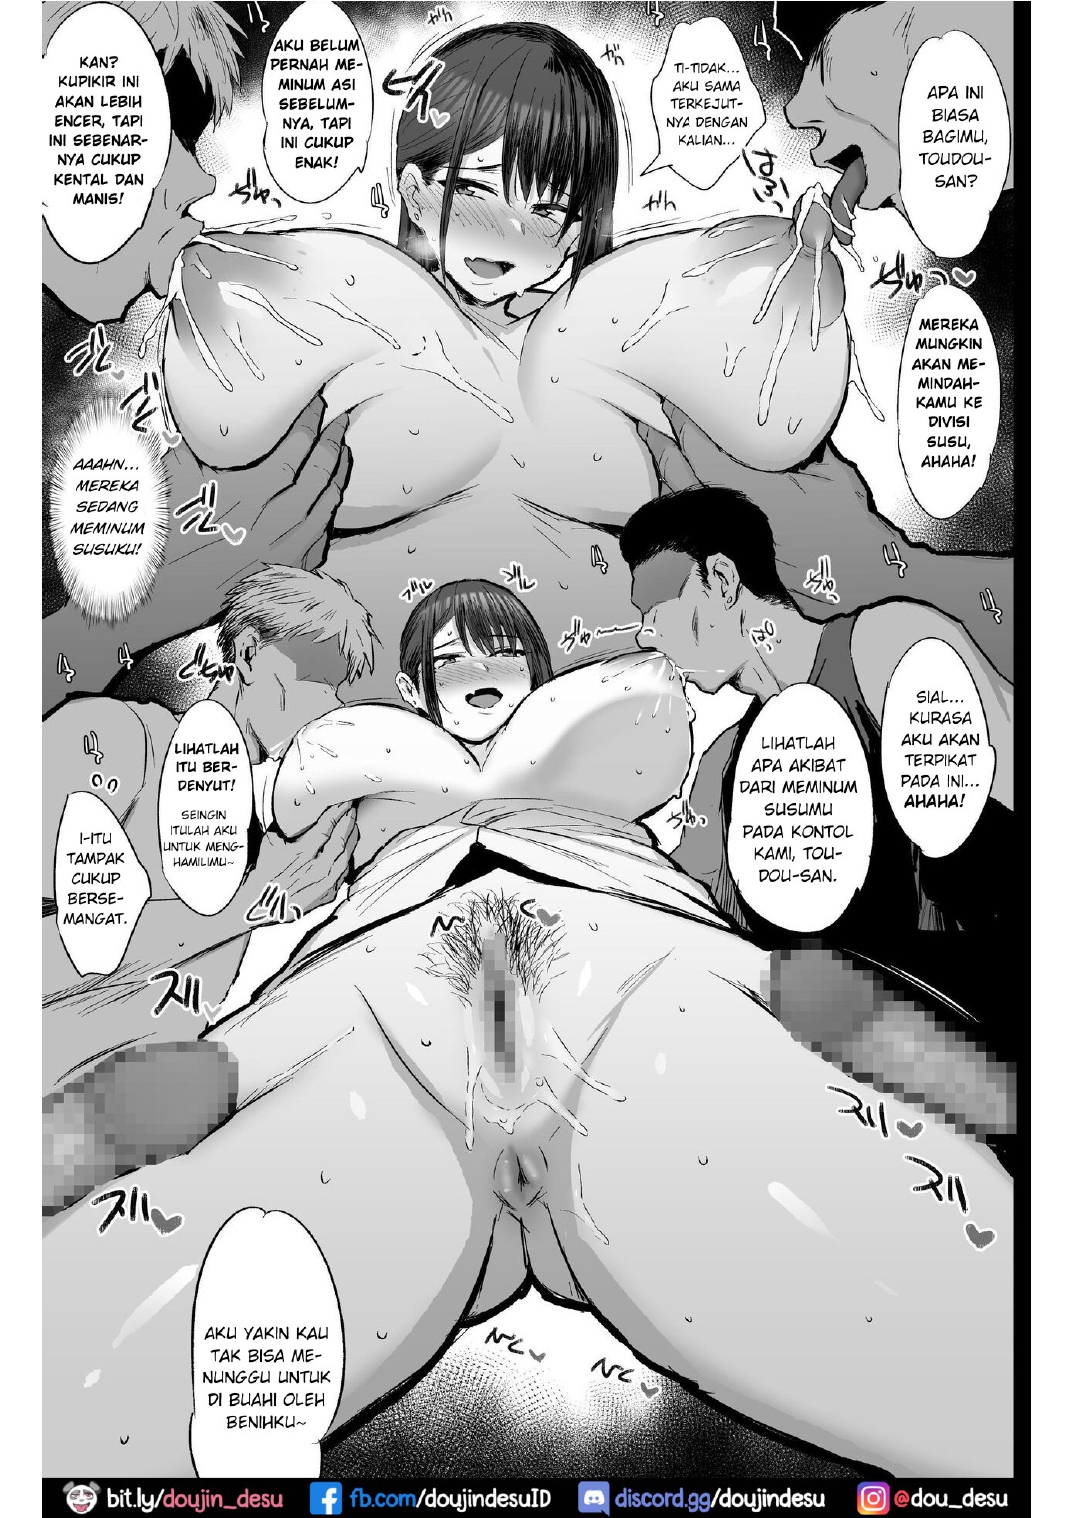 KAN?
KUPIKIR INI
AKAN LEBIH
ENCER, TAPI
INI SEBENAR-
NYA CUKUP
KENTAL DAN
MANIS!
AKU BELUM
PERNAH ME-
MINUM ASI
SEBELUM-
NYA, TAPI
INI CUKUP
ENAK!
TI-TIDAK...
AKU SAMA
TERKEJUT-
NYA DENGAN
KALIAN...
APA INI
BIASA
BAGIMU,
TOUDOU-
SAN?
MEREKA
MUNGKIN
AKAN ME-
MINDAH-
KAMU KE
DIVISI
SUSU,
AHAHA!
AAAHN...
MEREKA
SEDANG
MEMINUM
SUSUKU!
SIAL...
KURASA
AKU AKAN
TERPIKAT
PADA INI...
AHAHA!
LIHATLAH
APA AKIBAT
DARI MEMINUM
SUSUMU
PADA KONTOL
KAMI, TOU-
DOU-SAN.
LIHATLAH
ITU BER-
DENYUT!
SEINGIN
ITULAH AKU
UNTUK MENG-
HAMILIMU~
I-ITU
TAMPAK
CUKUP
BERSE-
MANGAT.
AKU YAKIN KAU
TAK BISA ME-
NUNGGU UNTUK
DI BUAHI OLEH
BENIHKU~
bit.ly/doujin_desu fb.com/doujindesuID discord.gg/doujindesu @dou_desu